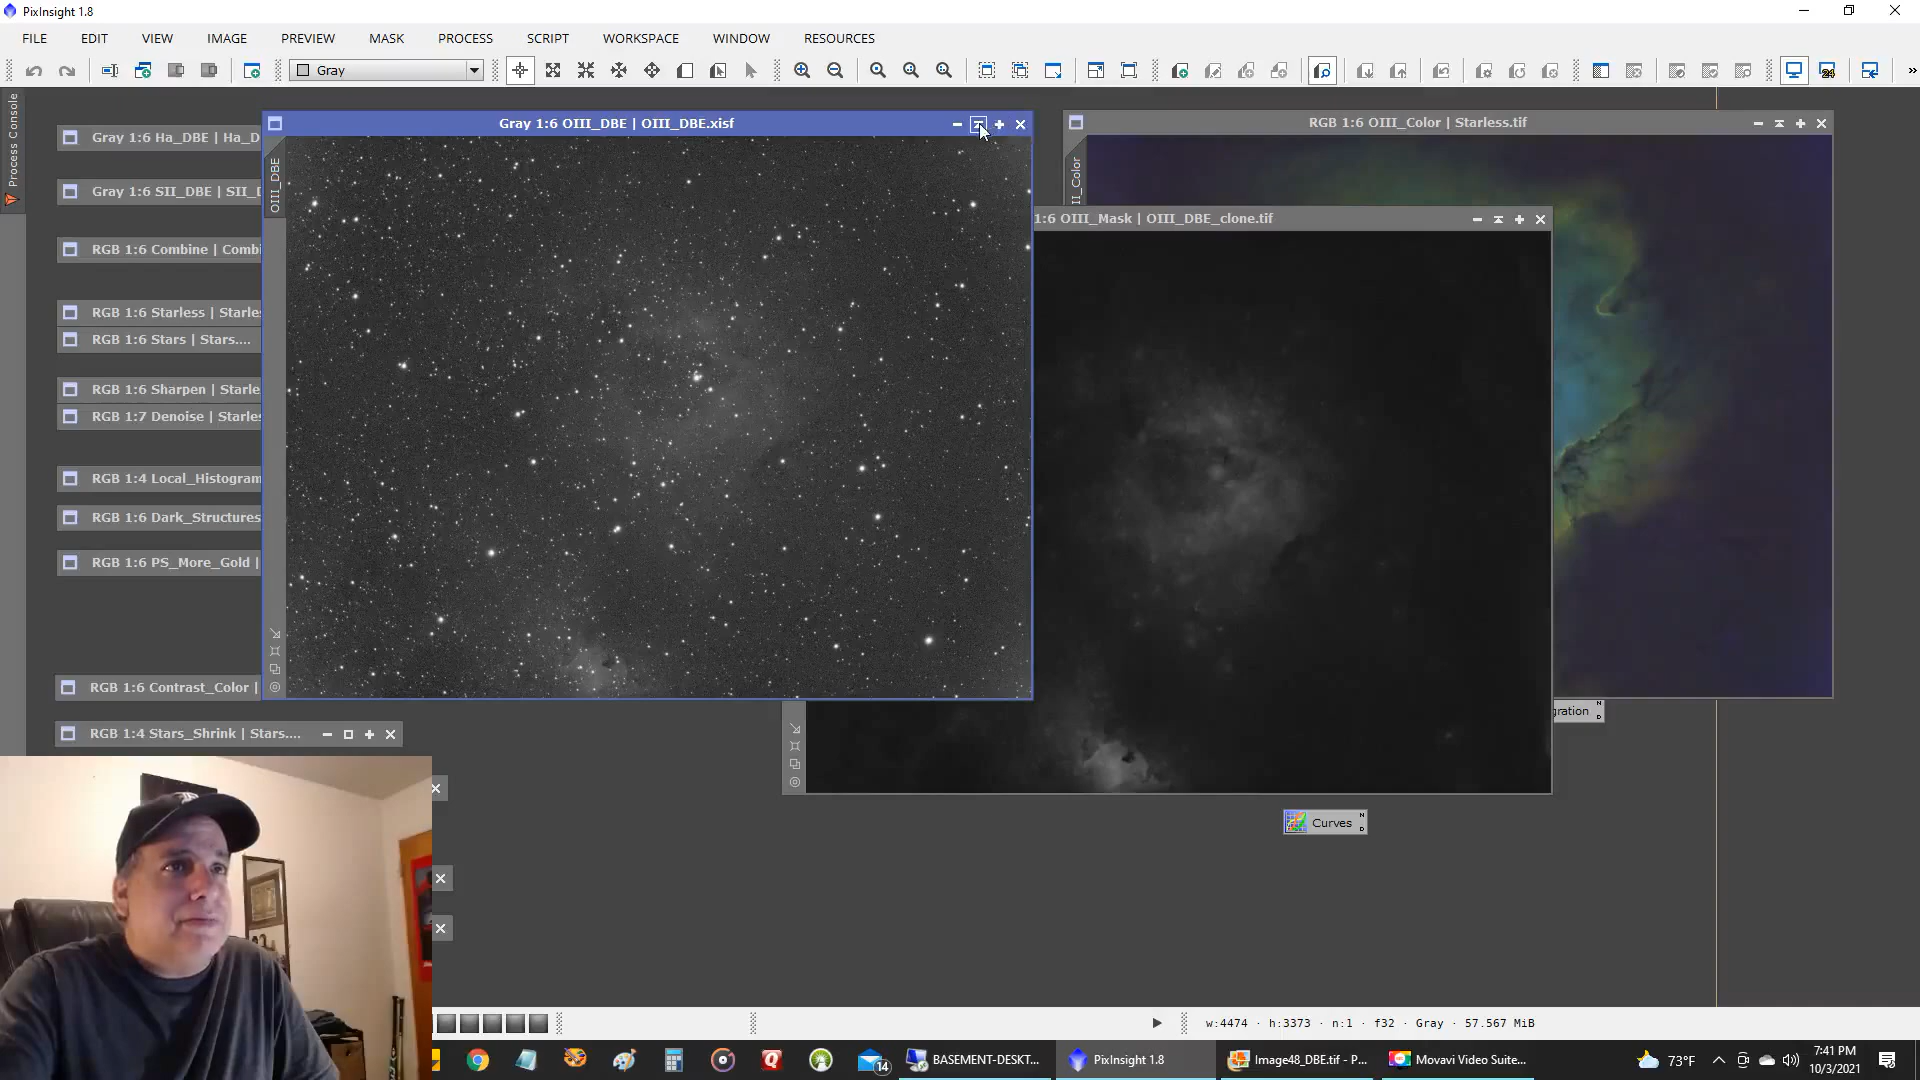 PixInsight 1.8
FILE EDIT VIEW IMAGE PREVIEW MASK PROCESS SCRIPT WORKSPACE WINDOW RESOURCES
Gray
24
Process Console
Gray 1:6 Ha_DBE | Ha_D
Gray 1:6 SII_DBE | SII_D
RGB 1:6 Combine | Combi
RGB 1:6 Starless | Starles
RGB 1:6 Stars | Stars....
RGB 1:6 Sharpen | Starle
RGB 1:7 Denoise | Starles
RGB 1:4 Local_Histogram
RGB 1:6 Dark_Structures
RGB 1:6 PS_More_Gold |
RGB 1:6 Contrast_Color |
RGB 1:4 Stars_Shrink | Stars....
Gray 1:6 OIII_DBE | OIII_DBE.xisf
OIII_DBE
RGB 1:6 OIII_Color | Starless.tif
II_Color
1:6 OIII_Mask | OIII_DBE_clone.tif
gration
N
D
Curves
N
D
w:4474 · h:3373 · n:1 · f32 · Gray · 57.567 MiB
14
BASEMENT-DESKT...
PixInsight 1.8
Image48_DBE.tif - P...
Movavi Video Suite...
73°F
7:41 PM
10/3/2021